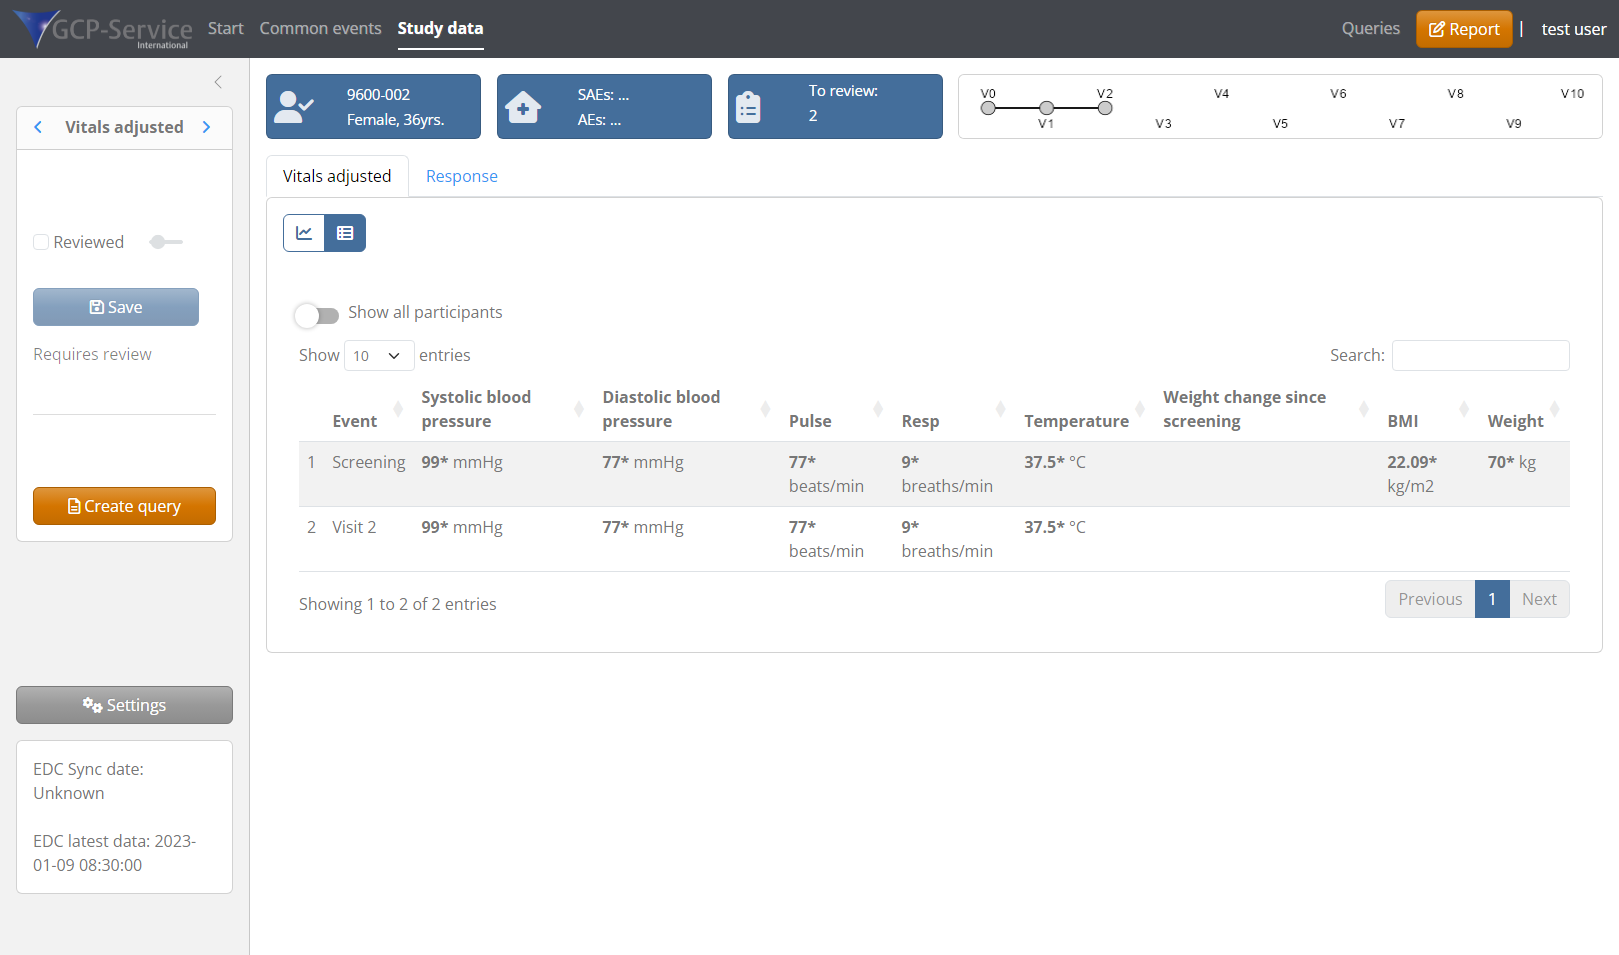 GCP-Service
International
Start
Common events
Study data
Queries
Report
|
test user
Vitals adjusted
Reviewed
Save
Requires review
Create query
Settings
EDC Sync date:
Unknown
EDC latest data: 2023-
01-09 08:30:00
9600-002
Female, 36yrs.
SAEs: ...
AEs: ...
To review:
2
V0 V2 V4 V6 V8 V10
V1 V3 V5 V7 V9
Vitals adjusted
Response
Show all participants
Show 10 entries
Search:
Event
Systolic blood
pressure
Diastolic blood
pressure
Pulse
Resp
Temperature
Weight change since
screening
BMI
Weight
1 Screening 99* mmHg 77* mmHg 77* 9* 37.5* °C 22.09* 70* kg
beats/min breaths/min kg/m2
2 Visit 2 99* mmHg 77* mmHg 77* 9* 37.5* °C
beats/min breaths/min
Showing 1 to 2 of 2 entries
Previous 1 Next